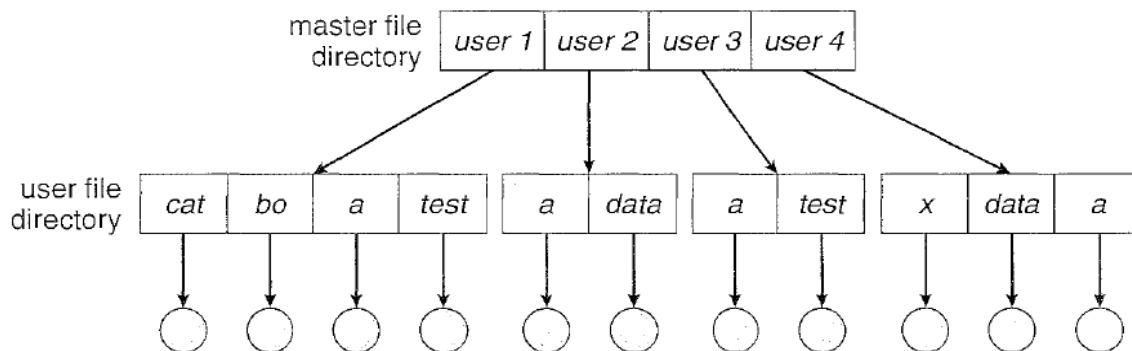 master file
directory
user 1 user 2 user 3 user 4
user file
directory
cat bo a test a data a test x data a